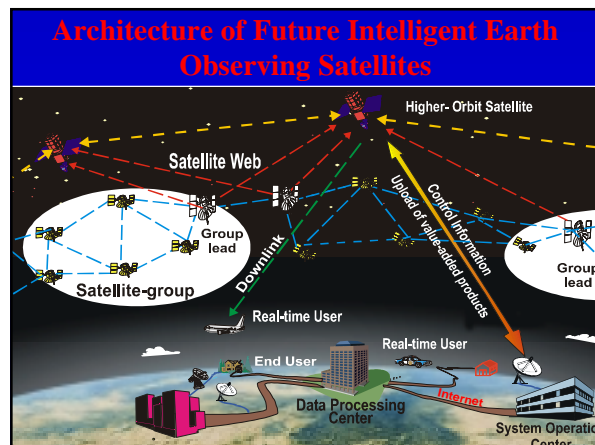 Architecture of Future Intelligent Earth
Observing Satellites
Higher-Orbit Satellite
Satellite Web
Group
lead
Satellite-group
Downlink
Control Information
Upload of value-added products
Group
lead
Real-time User
Real-time User
End User
Data Processing
Center
Internet
System Operation
Center